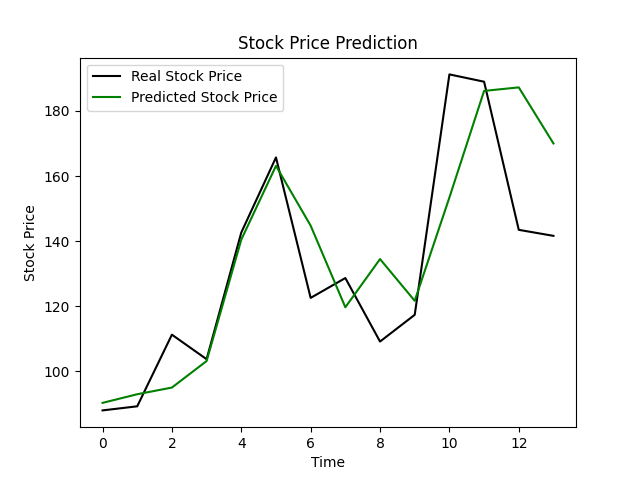 Stock Price Prediction
Real Stock Price
Predicted Stock Price
180
160
140
120
100
Stock Price
0 2 4 6 8 10 12
Time